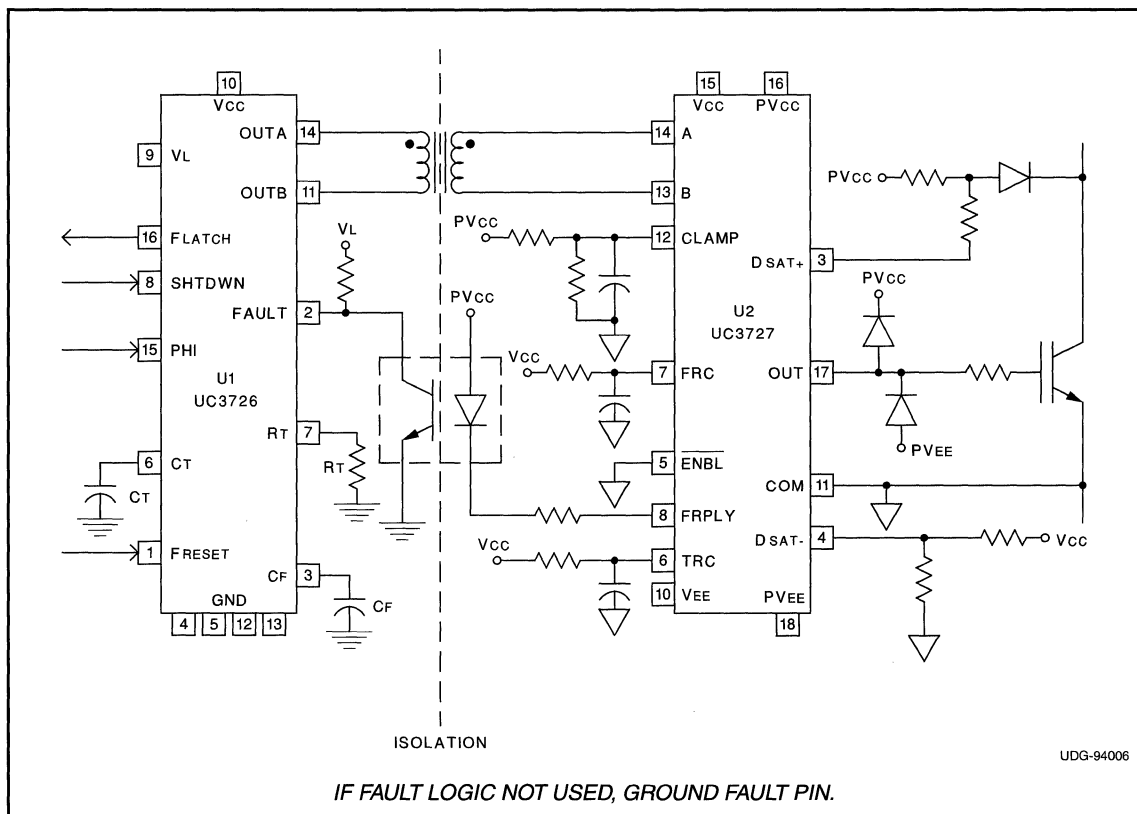 10
VCC
OUTA 14
9 VL
OUTB 11
16 FLATCH
8 SHTDWN
VL
FAULT 2
15 PHI
U1
UC3726
RT 7
RT
6 CT
CT
1 FRESET
CF 3
CF
GND
4 5 12 13
ISOLATION
PVCC
PVCC
VCC
VCC
15 16
VCC PVCC
14 A
13 B
12 CLAMP
DSAT+ 3
U2
UC3727
7 FRC
OUT 17
5 ENBL
COM 11
8 FRPLY
DSAT- 4
6 TRC
10 VEE
PVEE
18
PVCC
PVCC
PVEE
VCC
UDG-94006
IF FAULT LOGIC NOT USED, GROUND FAULT PIN.